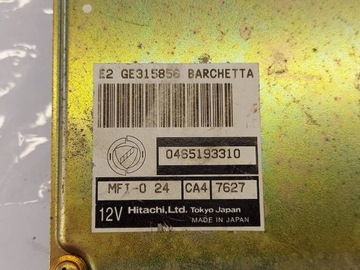 E2 GE315856 BARCHETTA
0465193310
MFI-0 24 CA4 7627
12V Hitachi, Ltd. Tokyo Japan
MADE IN JAPAN